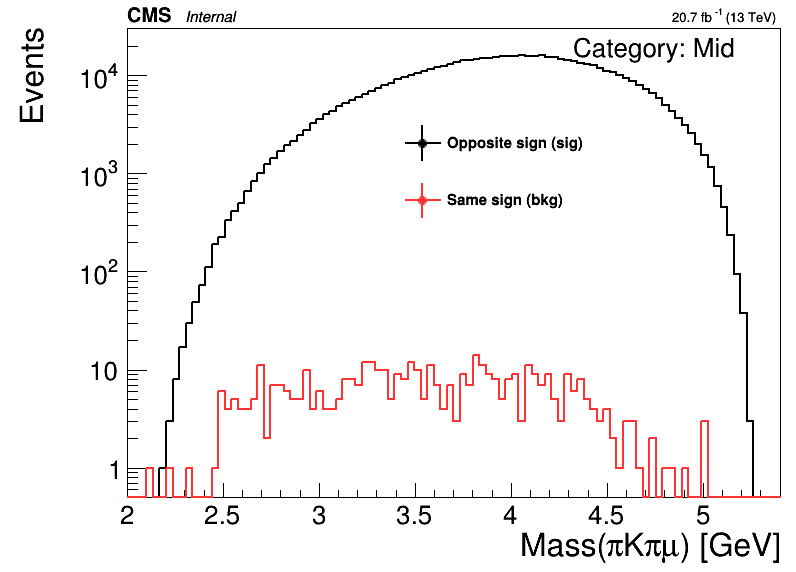 CMS Internal 20.7 fb⁻¹ (13 TeV)
Events
Category: Mid
10⁴
10³
10²
10
1
Opposite sign (sig)
Same sign (bkg)
2 2.5 3 3.5 4 4.5 5
Mass(πKπμ) [GeV]